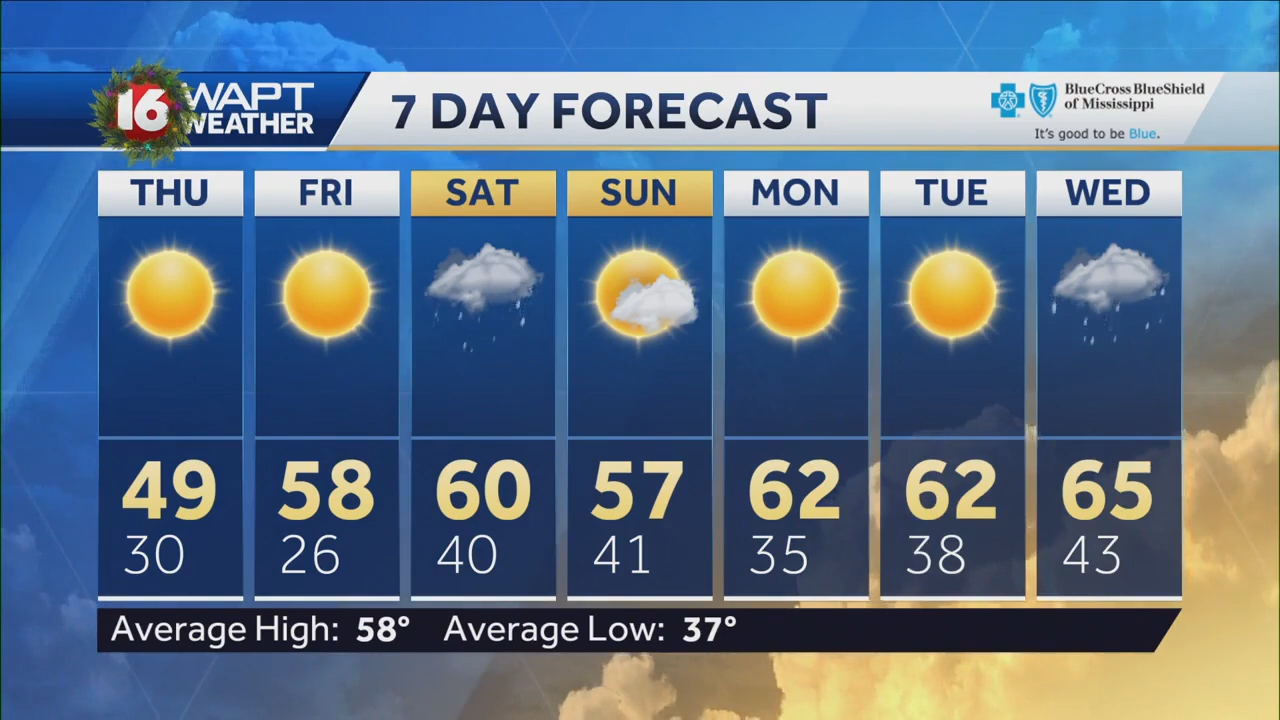 16 WAPT
WEATHER
7 DAY FORECAST
BlueCross BlueShield
of Mississippi
It's good to be Blue.
THU FRI SAT SUN MON TUE WED
49 58 60 57 62 62 65
30 26 40 41 35 38 43
Average High: 58° Average Low: 37°